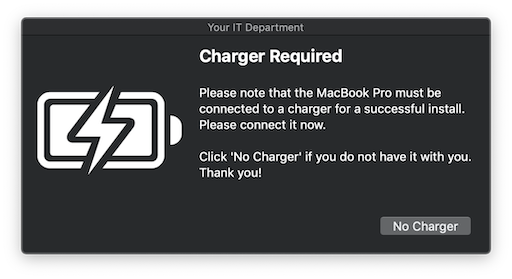 Your IT Department
Charger Required
Please note that the MacBook Pro must be
connected to a charger for a successful install.
Please connect it now.
Click 'No Charger' if you do not have it with you.
Thank you!
No Charger